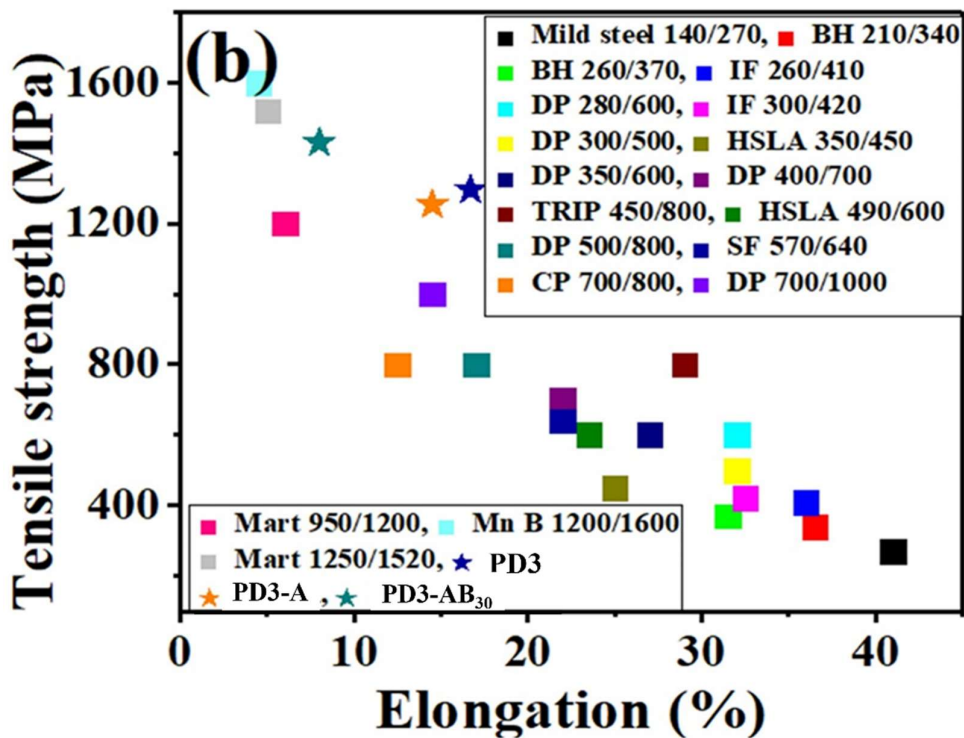 (b)
Tensile strength (MPa)
1600
1200
800
400
Mild steel 140/270, BH 210/340
BH 260/370, IF 260/410
DP 280/600, IF 300/420
DP 300/500, HSLA 350/450
DP 350/600, DP 400/700
TRIP 450/800, HSLA 490/600
DP 500/800, SF 570/640
CP 700/800, DP 700/1000
Mart 950/1200, Mn B 1200/1600
Mart 1250/1520, PD3
PD3-A , PD3-AB₃₀
0 10 20 30 40
Elongation (%)